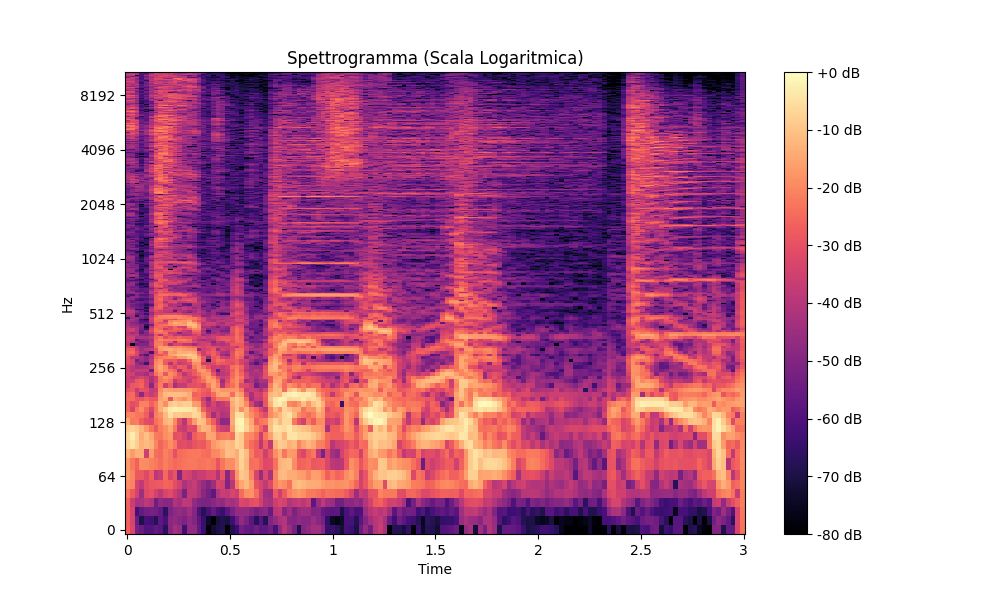 Spettrogramma (Scala Logaritmica)
Hz
8192
4096
2048
1024
512
256
128
64
0
0 0.5 1 1.5 2 2.5 3
Time
+0 dB
-10 dB
-20 dB
-30 dB
-40 dB
-50 dB
-60 dB
-70 dB
-80 dB